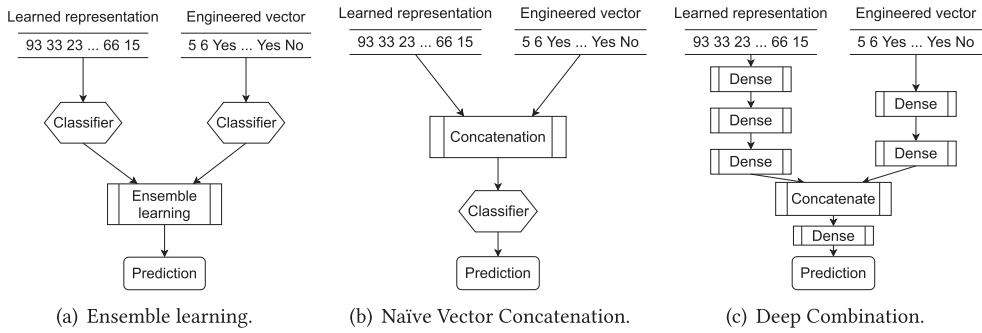 Learned representation
Engineered vector
93 33 23 ... 66 15
5 6 Yes ... Yes No
Classifier
Classifier
Ensemble
learning
Prediction
(a) Ensemble learning.
Learned representation
Engineered vector
93 33 23 ... 66 15
5 6 Yes ... Yes No
Concatenation
Classifier
Prediction
(b) Naïve Vector Concatenation.
Learned representation
Engineered vector
93 33 23 ... 66 15
5 6 Yes ... Yes No
Dense
Dense
Dense
Dense
Dense
Concatenate
Dense
Prediction
(c) Deep Combination.